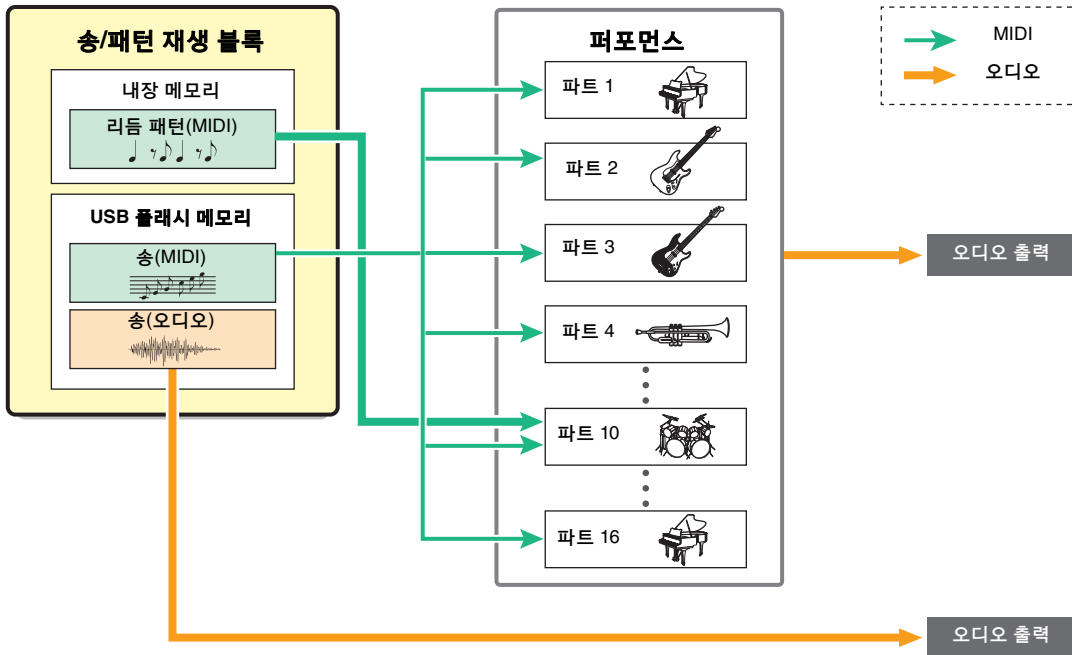 송/패턴 재생 블록
내장 메모리
리듬 패턴(MIDI)
USB 플래시 메모리
송(MIDI)
송(오디오)
퍼포먼스
파트 1
파트 2
파트 3
파트 4
파트 10
파트 16
MIDI
오디오
오디오 출력
오디오 출력